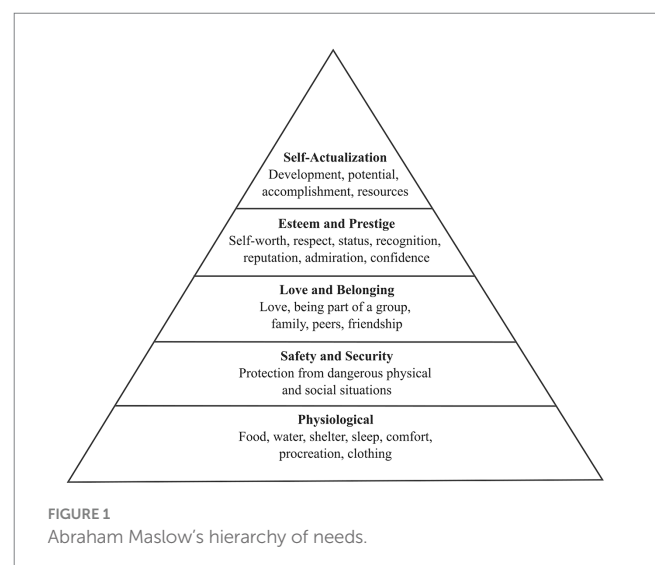 Self-Actualization
Development, potential,
accomplishment, resources
Esteem and Prestige
Self-worth, respect, status, recognition,
reputation, admiration, confidence
Love and Belonging
Love, being part of a group,
family, peers, friendship
Safety and Security
Protection from dangerous physical
and social situations
Physiological
Food, water, shelter, sleep, comfort,
procreation, clothing
FIGURE 1
Abraham Maslow’s hierarchy of needs.